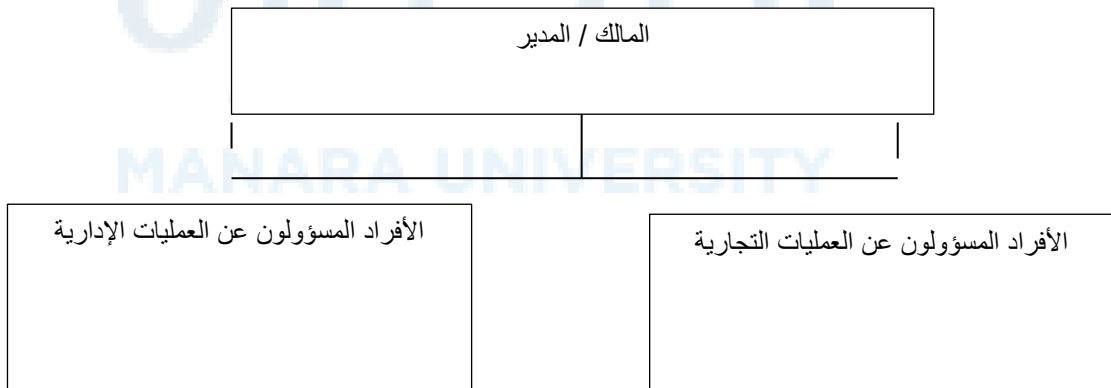 المالك / المدير
MANARA UNIVERSITY
الأفراد المسؤولون عن العمليات التجارية
الأفراد المسؤولون عن العمليات الإدارية